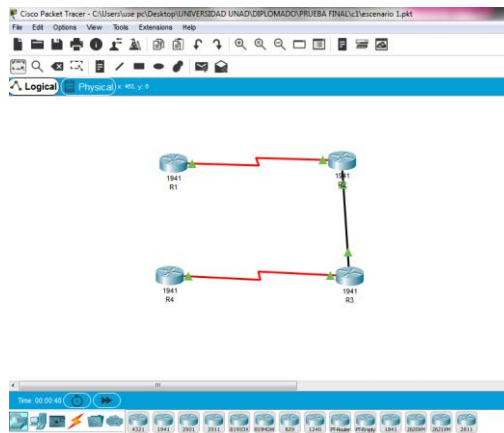 Cisco Packet Tracer - C:\Users\use pc\Desktop\UNIVERSIDAD UNAD\DIPLOMADO\PRUEBA FINAL\c1\escenario 1.pkt
File Edit Options View Tools Extensions Help
Logical Physical x: 463, y: 6
1941
R1
1941
1941
R4
1941
R3
Time: 00:00:48
4321 1941 2901 2911 819IOX 819HGW 829 1240 PT-Router PT-Empty 1841 2620XM 2621XM 2811